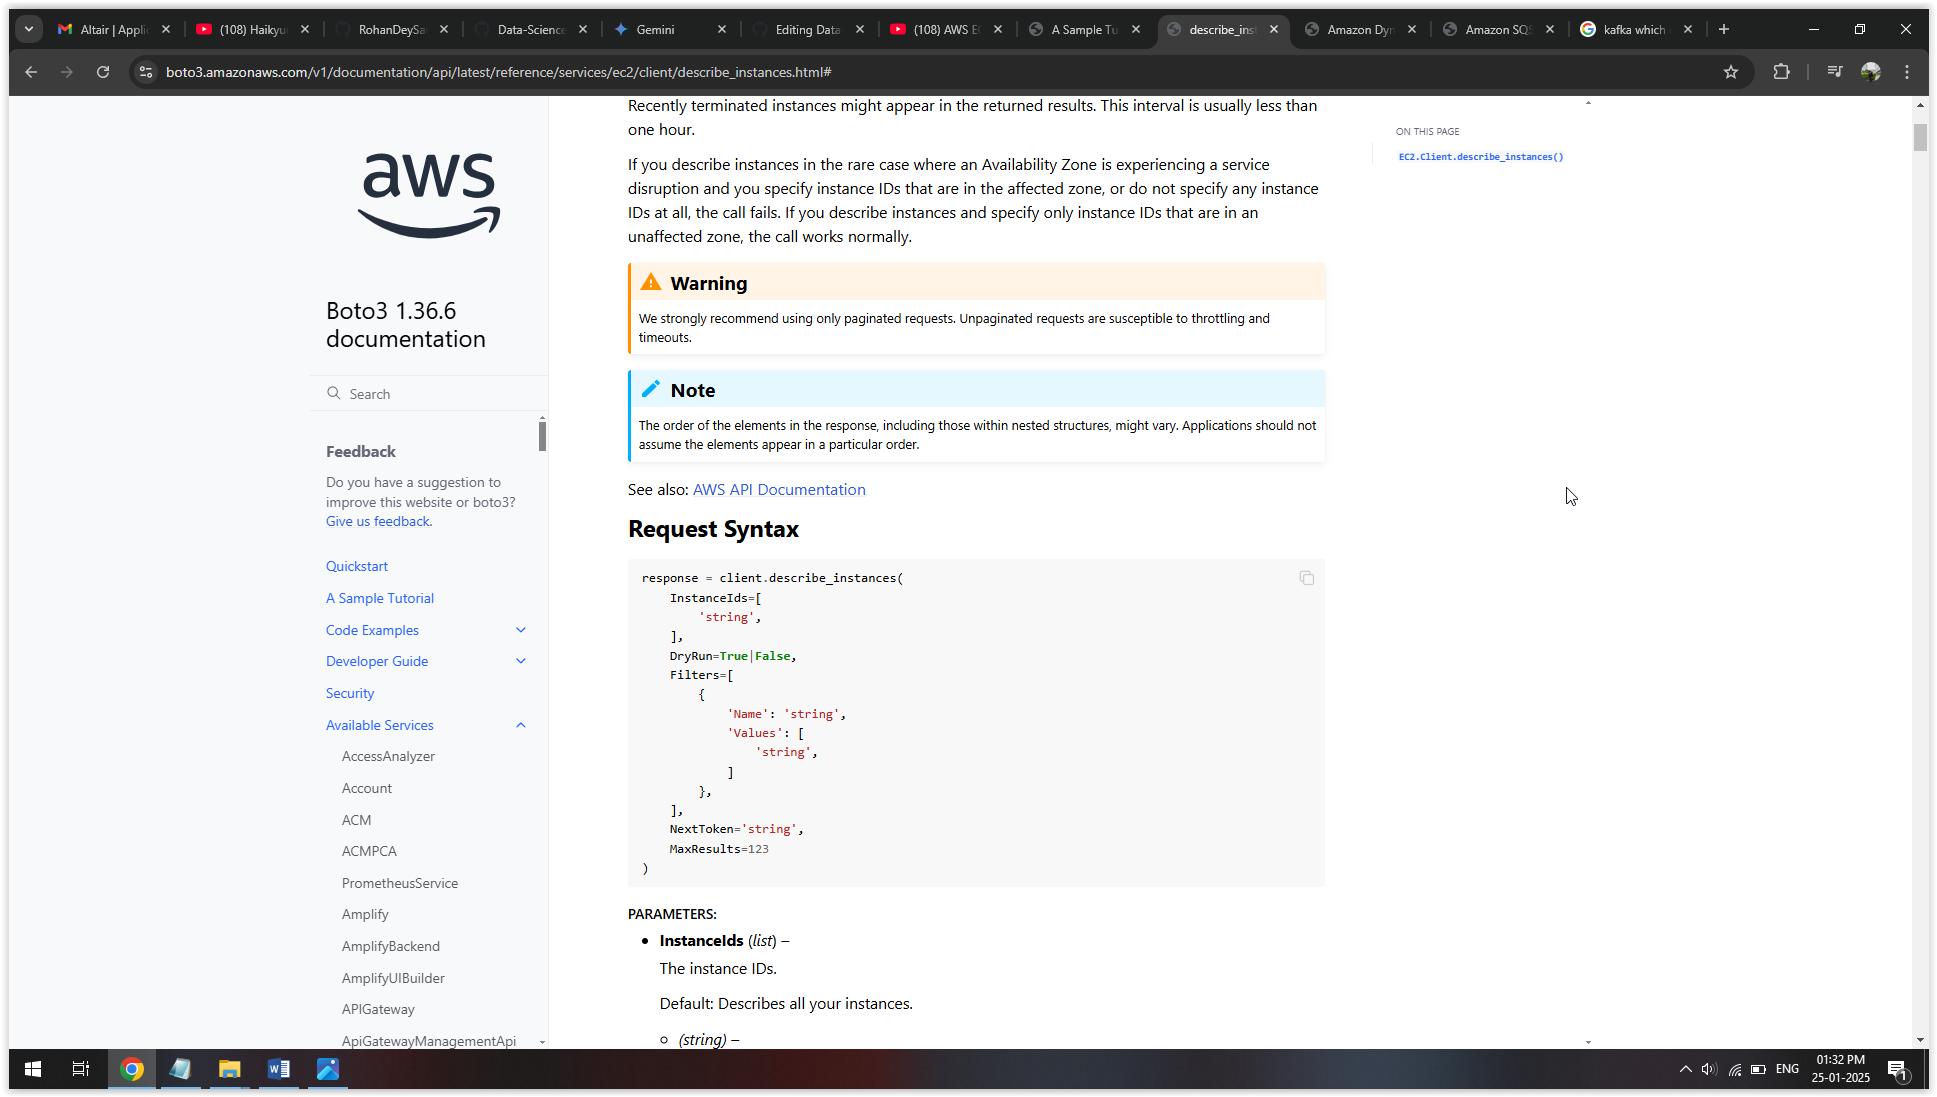 Altair | Applic
(108) Haikyu
RohanDeySa
Data-Science
Gemini
Editing Data
(108) AWS E
A Sample Tu
describe_inst
Amazon Dyn
Amazon SQS
kafka which
boto3.amazonaws.com/v1/documentation/api/latest/reference/services/ec2/client/describe_instances.html#
aws
Boto3 1.36.6
documentation
Search
Feedback
Do you have a suggestion to
improve this website or boto3?
Give us feedback.
Quickstart
A Sample Tutorial
Code Examples
Developer Guide
Security
Available Services
AccessAnalyzer
Account
ACM
ACMPCA
PrometheusService
Amplify
AmplifyBackend
AmplifyUIBuilder
APIGateway
ApiGatewayManagementApi
Recently terminated instances might appear in the returned results. This interval is usually less than
one hour.
If you describe instances in the rare case where an Availability Zone is experiencing a service
disruption and you specify instance IDs that are in the affected zone, or do not specify any instance
IDs at all, the call fails. If you describe instances and specify only instance IDs that are in an
unaffected zone, the call works normally.
Warning
We strongly recommend using only paginated requests. Unpaginated requests are susceptible to throttling and
timeouts.
Note
The order of the elements in the response, including those within nested structures, might vary. Applications should not
assume the elements appear in a particular order.
See also: AWS API Documentation
Request Syntax
response = client.describe_instances(
    InstanceIds=[
        'string',
    ],
    DryRun=True|False,
    Filters=[
        {
            'Name': 'string',
            'Values': [
                'string',
            ]
        },
    ],
    NextToken='string',
    MaxResults=123
)
PARAMETERS:
• InstanceIds (list) –
The instance IDs.
Default: Describes all your instances.
(string) –
ON THIS PAGE
EC2.Client.describe_instances()
ENG
01:32 PM
25-01-2025
1